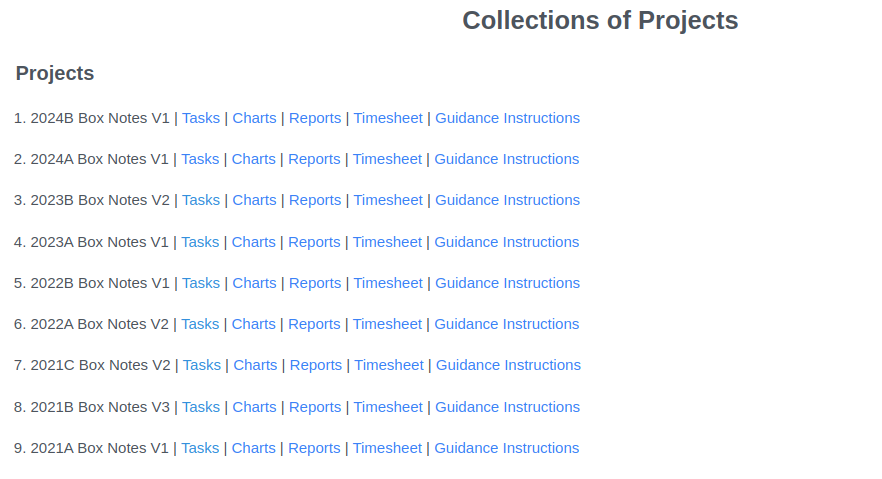 Collections of Projects
Projects
1. 2024B Box Notes V1 | Tasks | Charts | Reports | Timesheet | Guidance Instructions
2. 2024A Box Notes V1 | Tasks | Charts | Reports | Timesheet | Guidance Instructions
3. 2023B Box Notes V2 | Tasks | Charts | Reports | Timesheet | Guidance Instructions
4. 2023A Box Notes V1 | Tasks | Charts | Reports | Timesheet | Guidance Instructions
5. 2022B Box Notes V1 | Tasks | Charts | Reports | Timesheet | Guidance Instructions
6. 2022A Box Notes V2 | Tasks | Charts | Reports | Timesheet | Guidance Instructions
7. 2021C Box Notes V2 | Tasks | Charts | Reports | Timesheet | Guidance Instructions
8. 2021B Box Notes V3 | Tasks | Charts | Reports | Timesheet | Guidance Instructions
9. 2021A Box Notes V1 | Tasks | Charts | Reports | Timesheet | Guidance Instructions